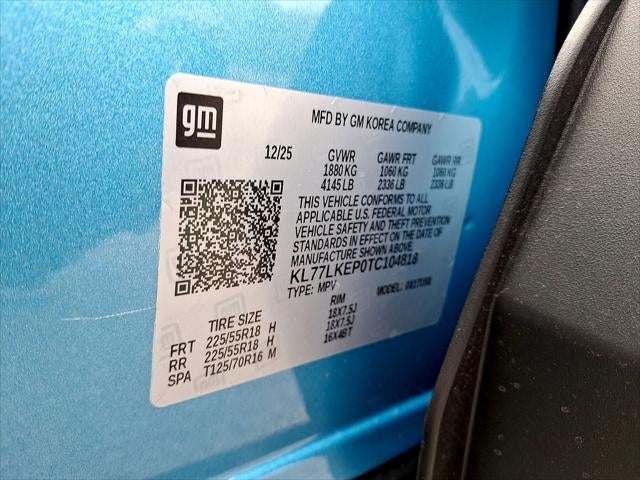 gm
MFD BY GM KOREA COMPANY
12/25 GVWR GAWR FRT GAWR RR
1880 KG 1060 KG 1060 KG
4145 LB 2336 LB 2336 LB
THIS VEHICLE CONFORMS TO ALL
APPLICABLE U.S. FEDERAL MOTOR
VEHICLE SAFETY AND THEFT PREVENTION
STANDARDS IN EFFECT ON THE DATE OF
MANUFACTURE SHOWN ABOVE.
KL77LKEP0TC104818
TYPE: MPV MODEL:
TIRE SIZE RIM
FRT 225/55R18 H 18X7.5J
RR 225/55R18 H 18X7.5J
SPA T125/70R16 M 16X4BT